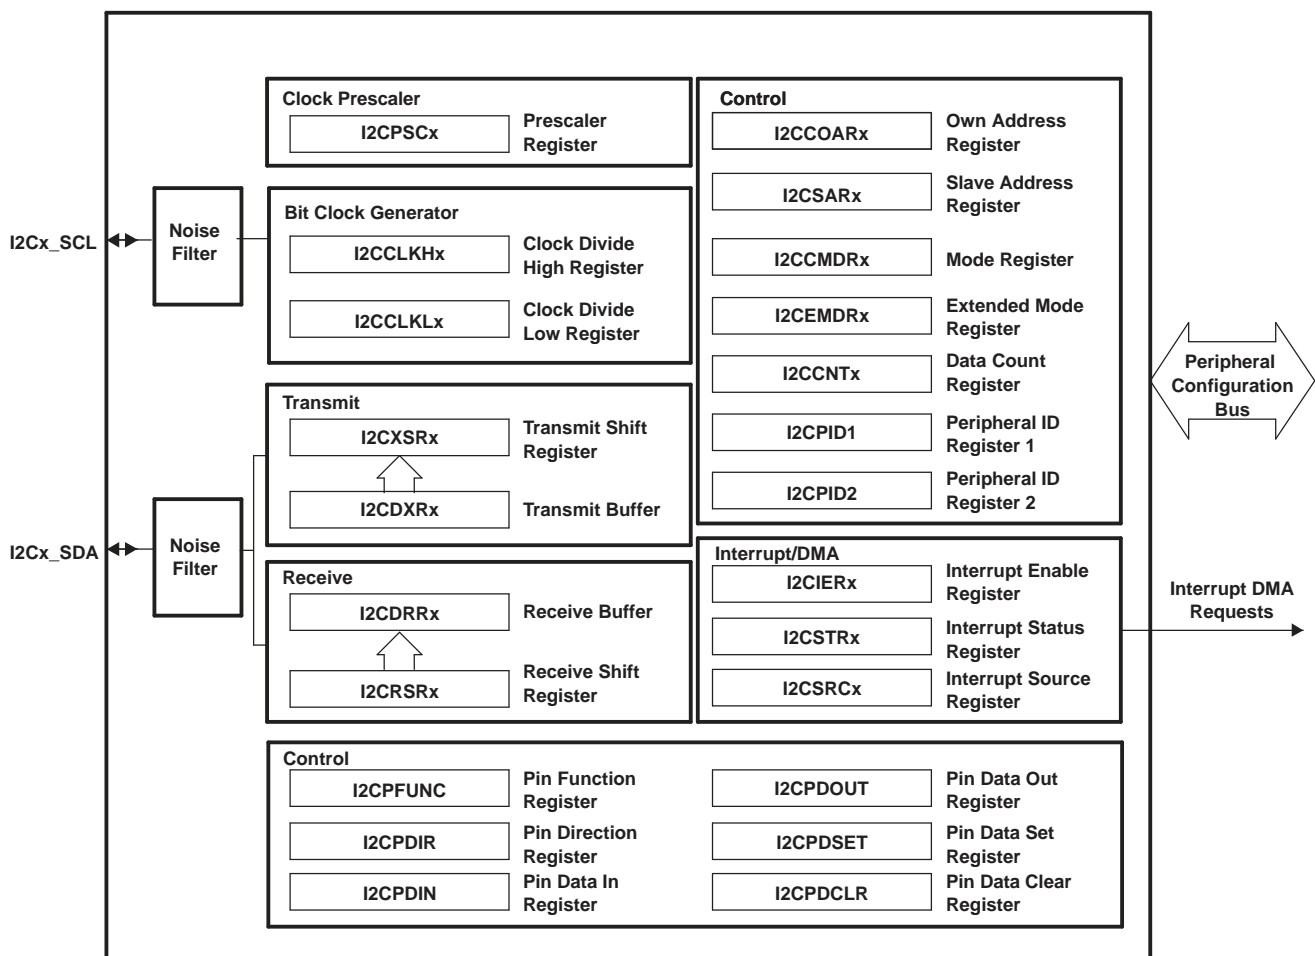 Clock Prescaler
I2CPSCx
Prescaler
Register
Bit Clock Generator
I2CCLKHx
Clock Divide
High Register
I2CCLKLx
Clock Divide
Low Register
I2Cx_SCL
Noise
Filter
Transmit
I2CXSRx
Transmit Shift
Register
I2CDXRx
Transmit Buffer
I2Cx_SDA
Noise
Filter
Receive
I2CDRRx
Receive Buffer
I2CRSRx
Receive Shift
Register
Control
I2CCOARx
Own Address
Register
I2CSARx
Slave Address
Register
I2CCMDRx
Mode Register
I2CEMDRx
Extended Mode
Register
I2CCNTx
Data Count
Register
I2CPID1
Peripheral ID
Register 1
I2CPID2
Peripheral ID
Register 2
Peripheral
Configuration
Bus
Interrupt/DMA
I2CIERx
Interrupt Enable
Register
I2CSTRx
Interrupt Status
Register
I2CSRCx
Interrupt Source
Register
Interrupt DMA
Requests
Control
I2CPFUNC
Pin Function
Register
I2CPDIR
Pin Direction
Register
I2CPDIN
Pin Data In
Register
I2CPDOUT
Pin Data Out
Register
I2CPDSET
Pin Data Set
Register
I2CPDCLR
Pin Data Clear
Register